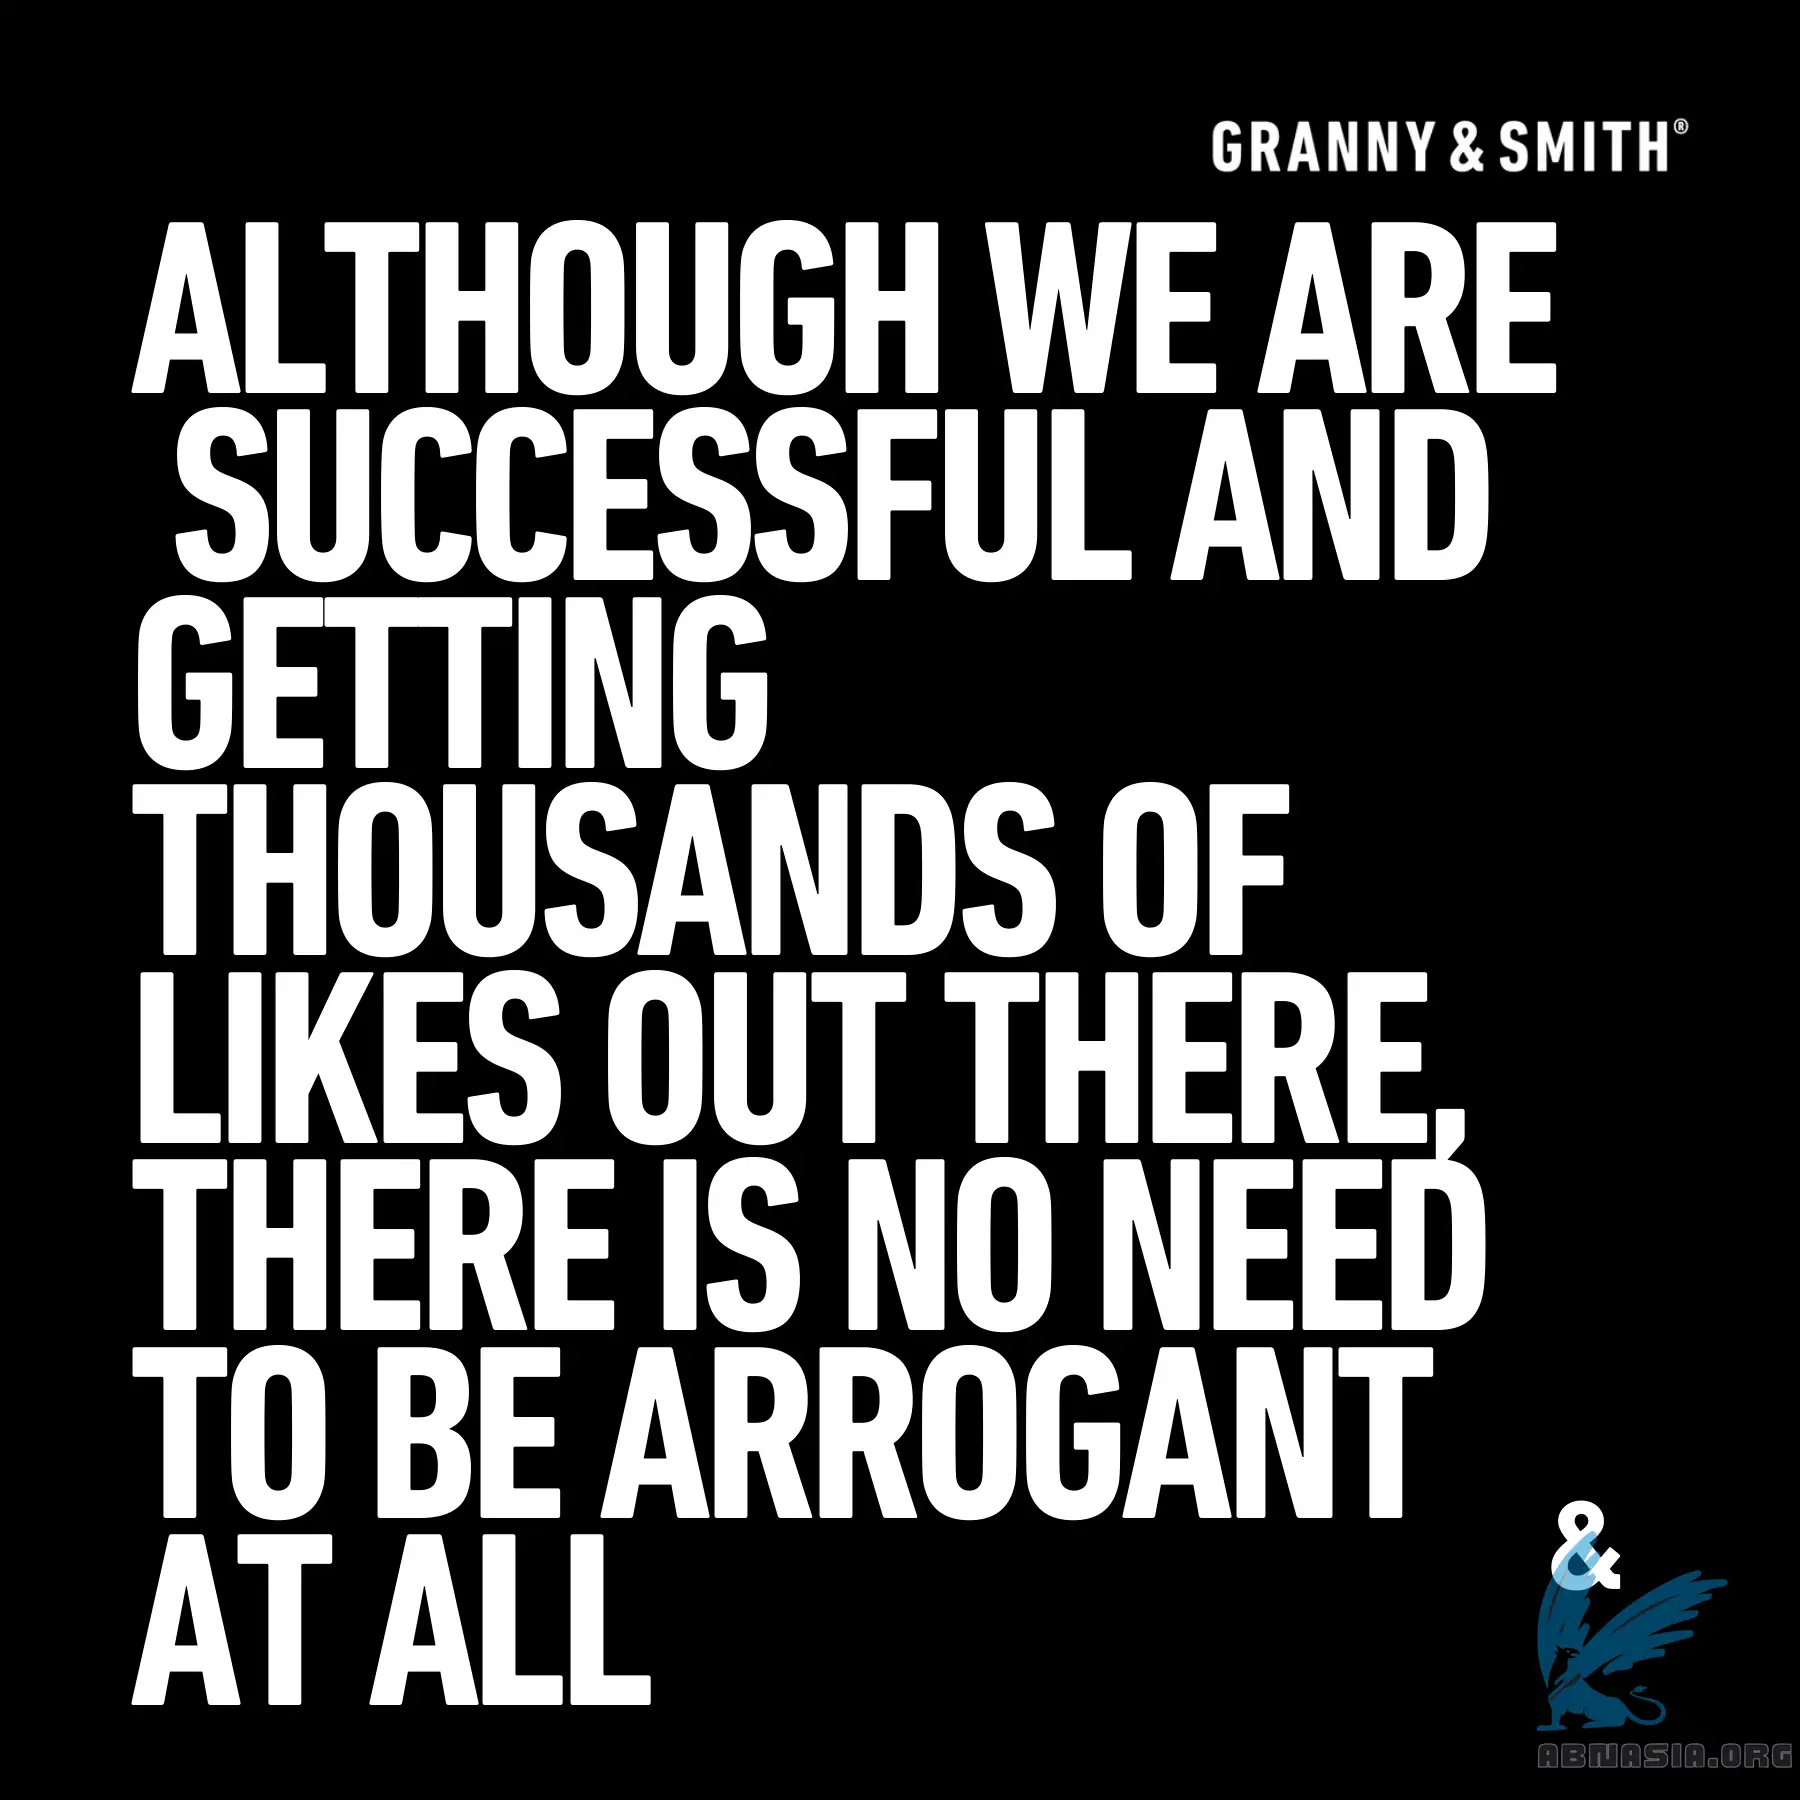 GRANNY & SMITH®
ALTHOUGH WE ARE
SUCCESSFUL AND
GETTING
THOUSANDS OF
LIKES OUT THERE,
THERE IS NO NEED
TO BE ARROGANT
AT ALL
&
ABNASIA.ORG